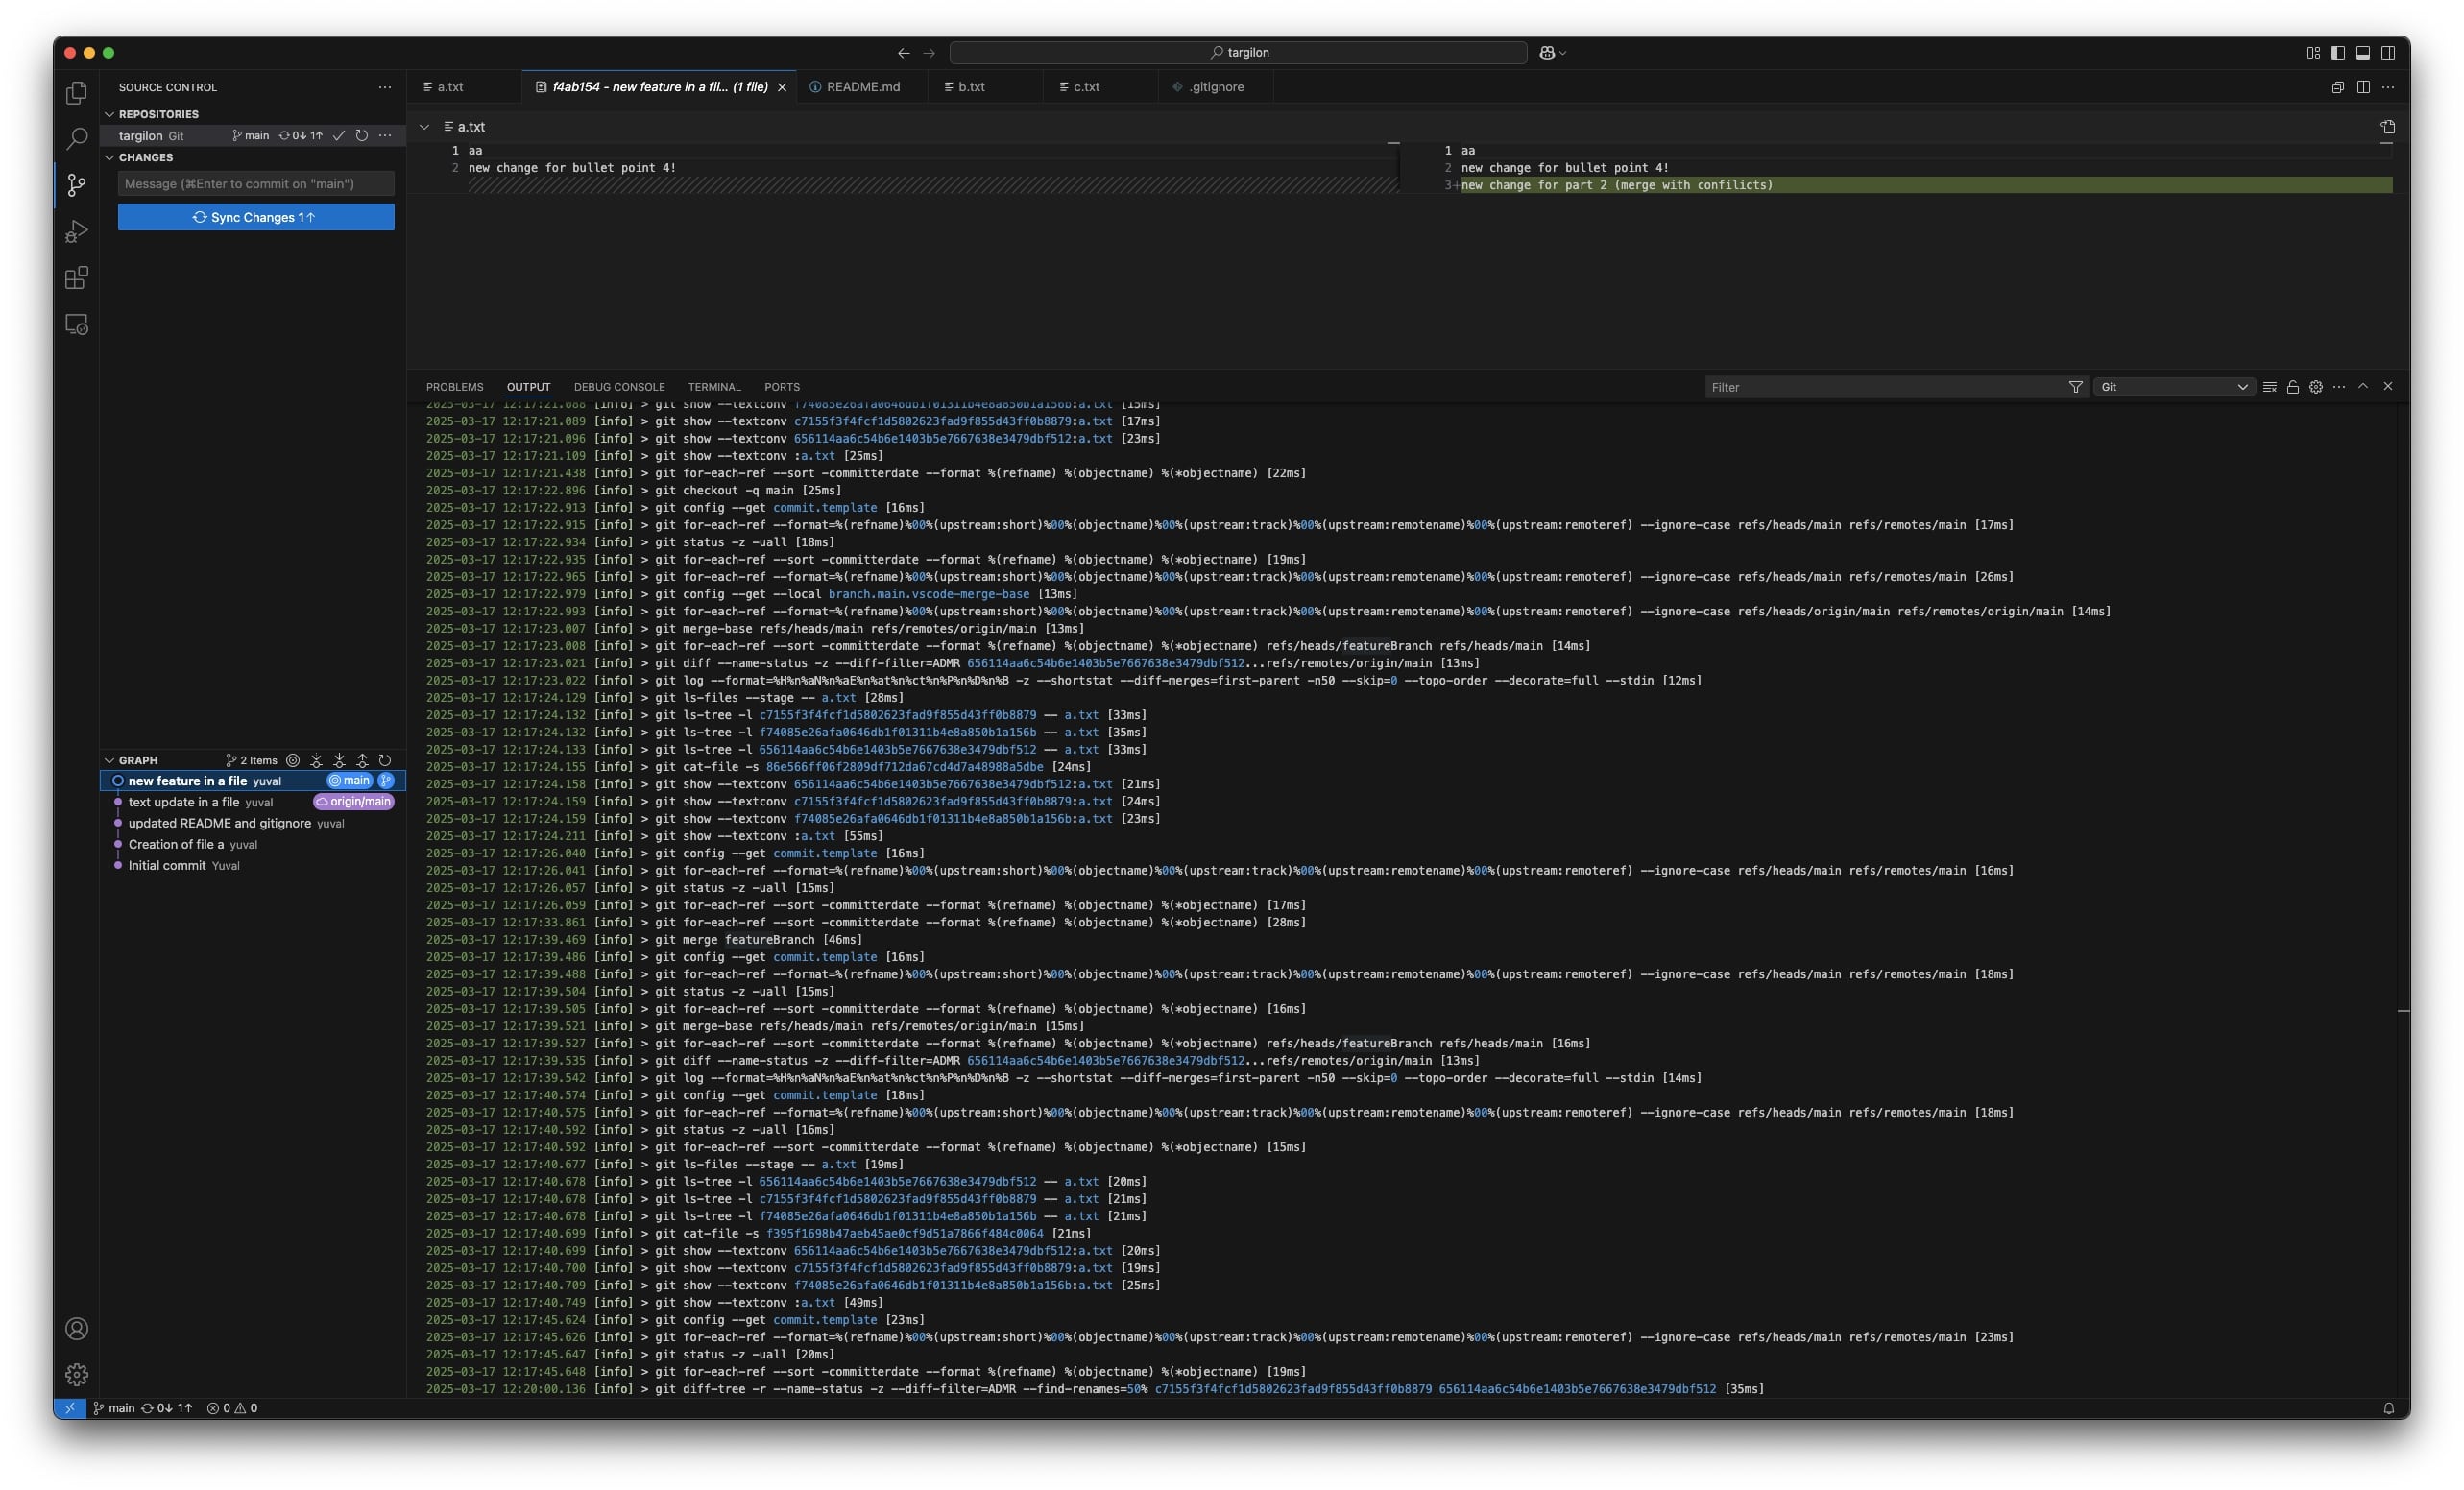 targilon
SOURCE CONTROL
REPOSITORIES
targilon Git main 0↓ 1↑
CHANGES
Message (⌘Enter to commit on "main")
Sync Changes 1↑
GRAPH 2 Items
new feature in a file yuval main
text update in a file yuval origin/main
updated README and gitignore yuval
Creation of file a yuval
Initial commit Yuval
a.txt
f4ab154 - new feature in a fil... (1 file)
README.md
b.txt
c.txt
.gitignore
a.txt
1 aa
2 new change for bullet point 4!
1 aa
2 new change for bullet point 4!
3+ new change for part 2 (merge with confilicts)
PROBLEMS OUTPUT DEBUG CONSOLE TERMINAL PORTS
Filter
Git
2025-03-17 12:17:21.088 [info] > git show --textconv f74085e26afa0646db1f01311b4e8a850b1a156b:a.txt [15ms]
2025-03-17 12:17:21.089 [info] > git show --textconv c7155f3f4fcf1d5802623fad9f855d43ff0b8879:a.txt [17ms]
2025-03-17 12:17:21.096 [info] > git show --textconv 656114aa6c54b6e1403b5e7667638e3479dbf512:a.txt [23ms]
2025-03-17 12:17:21.109 [info] > git show --textconv :a.txt [25ms]
2025-03-17 12:17:21.438 [info] > git for-each-ref --sort -committerdate --format %(refname) %(objectname) %(*objectname) [22ms]
2025-03-17 12:17:22.896 [info] > git checkout -q main [25ms]
2025-03-17 12:17:22.913 [info] > git config --get commit.template [16ms]
2025-03-17 12:17:22.915 [info] > git for-each-ref --format=%(refname)%00%(upstream:short)%00%(objectname)%00%(upstream:track)%00%(upstream:remotename)%00%(upstream:remoteref) --ignore-case refs/heads/main refs/remotes/main [17ms]
2025-03-17 12:17:22.934 [info] > git status -z -uall [18ms]
2025-03-17 12:17:22.935 [info] > git for-each-ref --sort -committerdate --format %(refname) %(objectname) %(*objectname) [19ms]
2025-03-17 12:17:22.965 [info] > git for-each-ref --format=%(refname)%00%(upstream:short)%00%(objectname)%00%(upstream:track)%00%(upstream:remotename)%00%(upstream:remoteref) --ignore-case refs/heads/main refs/remotes/main [26ms]
2025-03-17 12:17:22.979 [info] > git config --get --local branch.main.vscode-merge-base [13ms]
2025-03-17 12:17:22.993 [info] > git for-each-ref --format=%(refname)%00%(upstream:short)%00%(objectname)%00%(upstream:track)%00%(upstream:remotename)%00%(upstream:remoteref) --ignore-case refs/heads/origin/main refs/remotes/origin/main [14ms]
2025-03-17 12:17:23.007 [info] > git merge-base refs/heads/main refs/remotes/origin/main [13ms]
2025-03-17 12:17:23.008 [info] > git for-each-ref --sort -committerdate --format %(refname) %(objectname) %(*objectname) refs/heads/featureBranch refs/heads/main [14ms]
2025-03-17 12:17:23.021 [info] > git diff --name-status -z --diff-filter=ADMR 656114aa6c54b6e1403b5e7667638e3479dbf512...refs/remotes/origin/main [13ms]
2025-03-17 12:17:23.022 [info] > git log --format=%H%n%aN%n%aE%n%at%n%ct%n%P%n%D%n%B -z --shortstat --diff-merges=first-parent -n50 --skip=0 --topo-order --decorate=full --stdin [12ms]
2025-03-17 12:17:24.129 [info] > git ls-files --stage -- a.txt [28ms]
2025-03-17 12:17:24.132 [info] > git ls-tree -l c7155f3f4fcf1d5802623fad9f855d43ff0b8879 -- a.txt [33ms]
2025-03-17 12:17:24.132 [info] > git ls-tree -l f74085e26afa0646db1f01311b4e8a850b1a156b -- a.txt [35ms]
2025-03-17 12:17:24.133 [info] > git ls-tree -l 656114aa6c54b6e1403b5e7667638e3479dbf512 -- a.txt [33ms]
2025-03-17 12:17:24.155 [info] > git cat-file -s 86e566ff06f2809df712da67cd4d7a48988a5dbe [24ms]
2025-03-17 12:17:24.158 [info] > git show --textconv 656114aa6c54b6e1403b5e7667638e3479dbf512:a.txt [21ms]
2025-03-17 12:17:24.159 [info] > git show --textconv c7155f3f4fcf1d5802623fad9f855d43ff0b8879:a.txt [24ms]
2025-03-17 12:17:24.159 [info] > git show --textconv f74085e26afa0646db1f01311b4e8a850b1a156b:a.txt [23ms]
2025-03-17 12:17:24.211 [info] > git show --textconv :a.txt [55ms]
2025-03-17 12:17:26.040 [info] > git config --get commit.template [16ms]
2025-03-17 12:17:26.041 [info] > git for-each-ref --format=%(refname)%00%(upstream:short)%00%(objectname)%00%(upstream:track)%00%(upstream:remotename)%00%(upstream:remoteref) --ignore-case refs/heads/main refs/remotes/main [16ms]
2025-03-17 12:17:26.057 [info] > git status -z -uall [15ms]
2025-03-17 12:17:26.059 [info] > git for-each-ref --sort -committerdate --format %(refname) %(objectname) %(*objectname) [17ms]
2025-03-17 12:17:33.861 [info] > git for-each-ref --sort -committerdate --format %(refname) %(objectname) %(*objectname) [28ms]
2025-03-17 12:17:39.469 [info] > git merge featureBranch [46ms]
2025-03-17 12:17:39.486 [info] > git config --get commit.template [16ms]
2025-03-17 12:17:39.488 [info] > git for-each-ref --format=%(refname)%00%(upstream:short)%00%(objectname)%00%(upstream:track)%00%(upstream:remotename)%00%(upstream:remoteref) --ignore-case refs/heads/main refs/remotes/main [18ms]
2025-03-17 12:17:39.504 [info] > git status -z -uall [15ms]
2025-03-17 12:17:39.505 [info] > git for-each-ref --sort -committerdate --format %(refname) %(objectname) %(*objectname) [16ms]
2025-03-17 12:17:39.521 [info] > git merge-base refs/heads/main refs/remotes/origin/main [15ms]
2025-03-17 12:17:39.527 [info] > git for-each-ref --sort -committerdate --format %(refname) %(objectname) %(*objectname) refs/heads/featureBranch refs/heads/main [16ms]
2025-03-17 12:17:39.535 [info] > git diff --name-status -z --diff-filter=ADMR 656114aa6c54b6e1403b5e7667638e3479dbf512...refs/remotes/origin/main [13ms]
2025-03-17 12:17:39.542 [info] > git log --format=%H%n%aN%n%aE%n%at%n%ct%n%P%n%D%n%B -z --shortstat --diff-merges=first-parent -n50 --skip=0 --topo-order --decorate=full --stdin [14ms]
2025-03-17 12:17:40.574 [info] > git config --get commit.template [18ms]
2025-03-17 12:17:40.575 [info] > git for-each-ref --format=%(refname)%00%(upstream:short)%00%(objectname)%00%(upstream:track)%00%(upstream:remotename)%00%(upstream:remoteref) --ignore-case refs/heads/main refs/remotes/main [18ms]
2025-03-17 12:17:40.592 [info] > git status -z -uall [16ms]
2025-03-17 12:17:40.592 [info] > git for-each-ref --sort -committerdate --format %(refname) %(objectname) %(*objectname) [15ms]
2025-03-17 12:17:40.677 [info] > git ls-files --stage -- a.txt [19ms]
2025-03-17 12:17:40.678 [info] > git ls-tree -l 656114aa6c54b6e1403b5e7667638e3479dbf512 -- a.txt [20ms]
2025-03-17 12:17:40.678 [info] > git ls-tree -l c7155f3f4fcf1d5802623fad9f855d43ff0b8879 -- a.txt [21ms]
2025-03-17 12:17:40.678 [info] > git ls-tree -l f74085e26afa0646db1f01311b4e8a850b1a156b -- a.txt [21ms]
2025-03-17 12:17:40.699 [info] > git cat-file -s f395f1698b47aeb45ae0cf9d51a7866f484c0064 [21ms]
2025-03-17 12:17:40.699 [info] > git show --textconv 656114aa6c54b6e1403b5e7667638e3479dbf512:a.txt [20ms]
2025-03-17 12:17:40.700 [info] > git show --textconv c7155f3f4fcf1d5802623fad9f855d43ff0b8879:a.txt [19ms]
2025-03-17 12:17:40.709 [info] > git show --textconv f74085e26afa0646db1f01311b4e8a850b1a156b:a.txt [25ms]
2025-03-17 12:17:40.749 [info] > git show --textconv :a.txt [49ms]
2025-03-17 12:17:45.624 [info] > git config --get commit.template [23ms]
2025-03-17 12:17:45.626 [info] > git for-each-ref --format=%(refname)%00%(upstream:short)%00%(objectname)%00%(upstream:track)%00%(upstream:remotename)%00%(upstream:remoteref) --ignore-case refs/heads/main refs/remotes/main [23ms]
2025-03-17 12:17:45.647 [info] > git status -z -uall [20ms]
2025-03-17 12:17:45.648 [info] > git for-each-ref --sort -committerdate --format %(refname) %(objectname) %(*objectname) [19ms]
2025-03-17 12:20:00.136 [info] > git diff-tree -r --name-status -z --diff-filter=ADMR --find-renames=50% c7155f3f4fcf1d5802623fad9f855d43ff0b8879 656114aa6c54b6e1403b5e7667638e3479dbf512 [35ms]
main 0↓ 1↑ 0 0